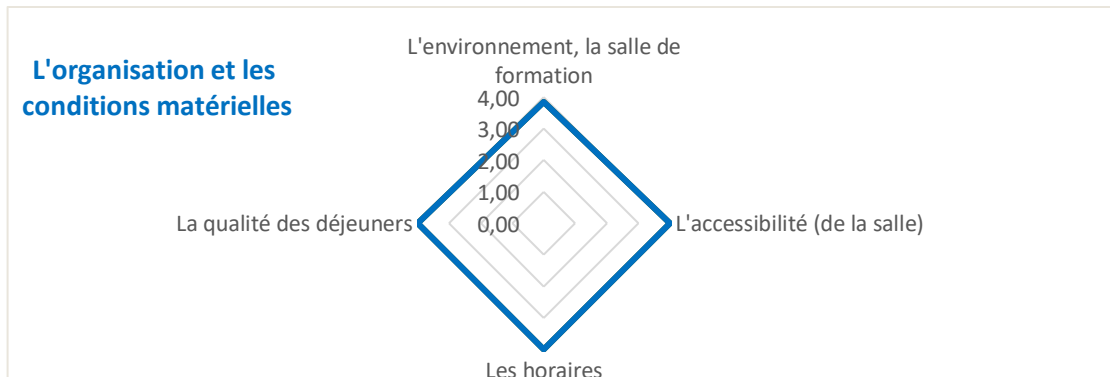 L'organisation et les
conditions matérielles
L'environnement, la salle de
formation
4,00
3,00
2,00
1,00
0,00
La qualité des déjeuners
L'accessibilité (de la salle)
Les horaires